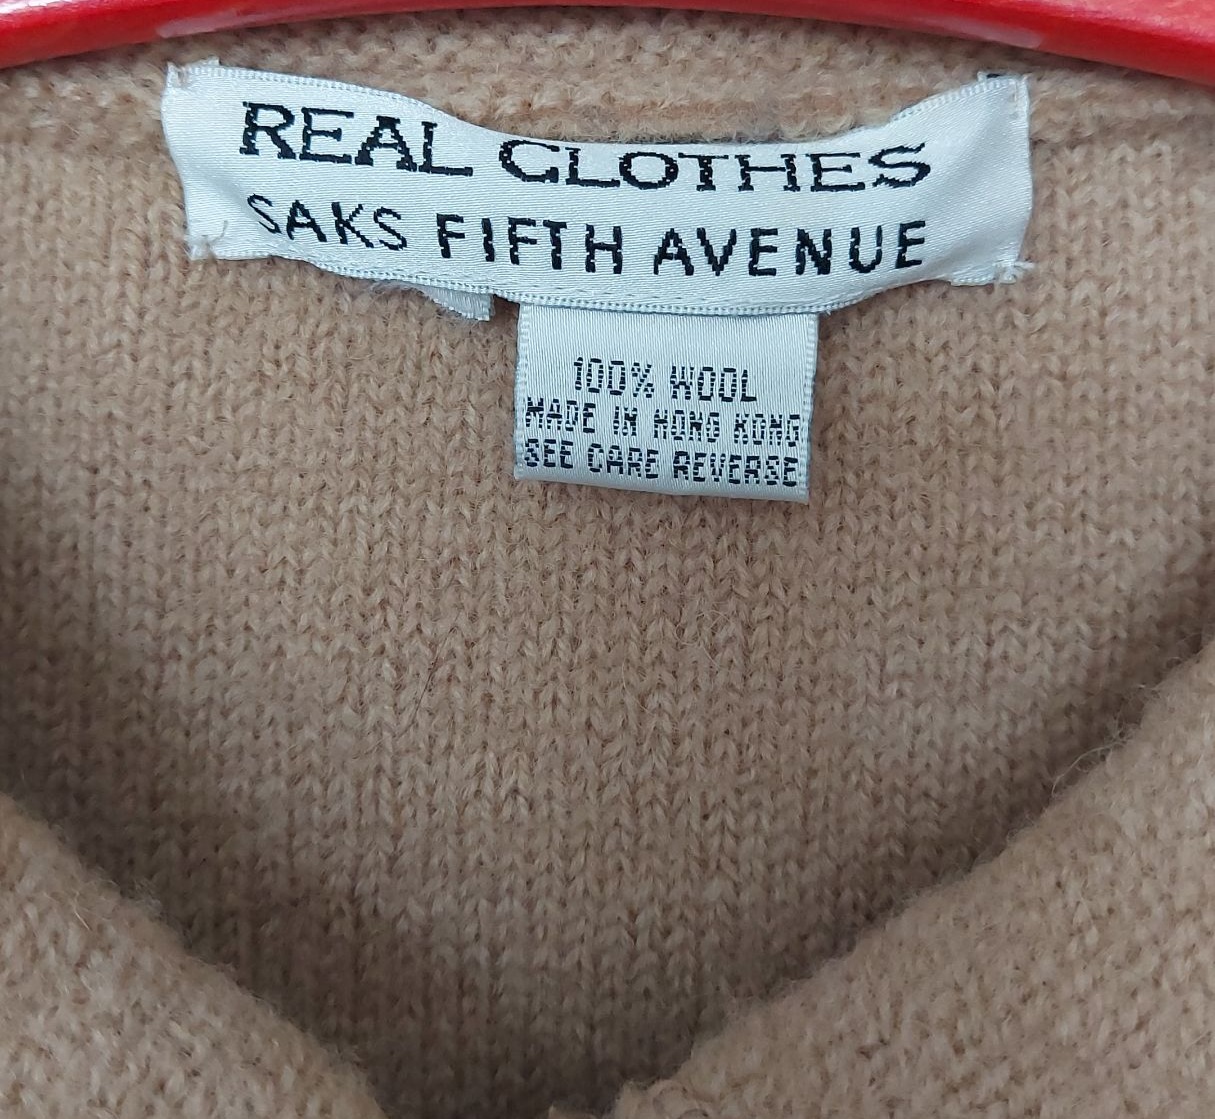 REAL CLOTHES
SAKS FIFTH AVENUE
100% WOOL
MADE IN HONG KONG
SEE CARE REVERSE